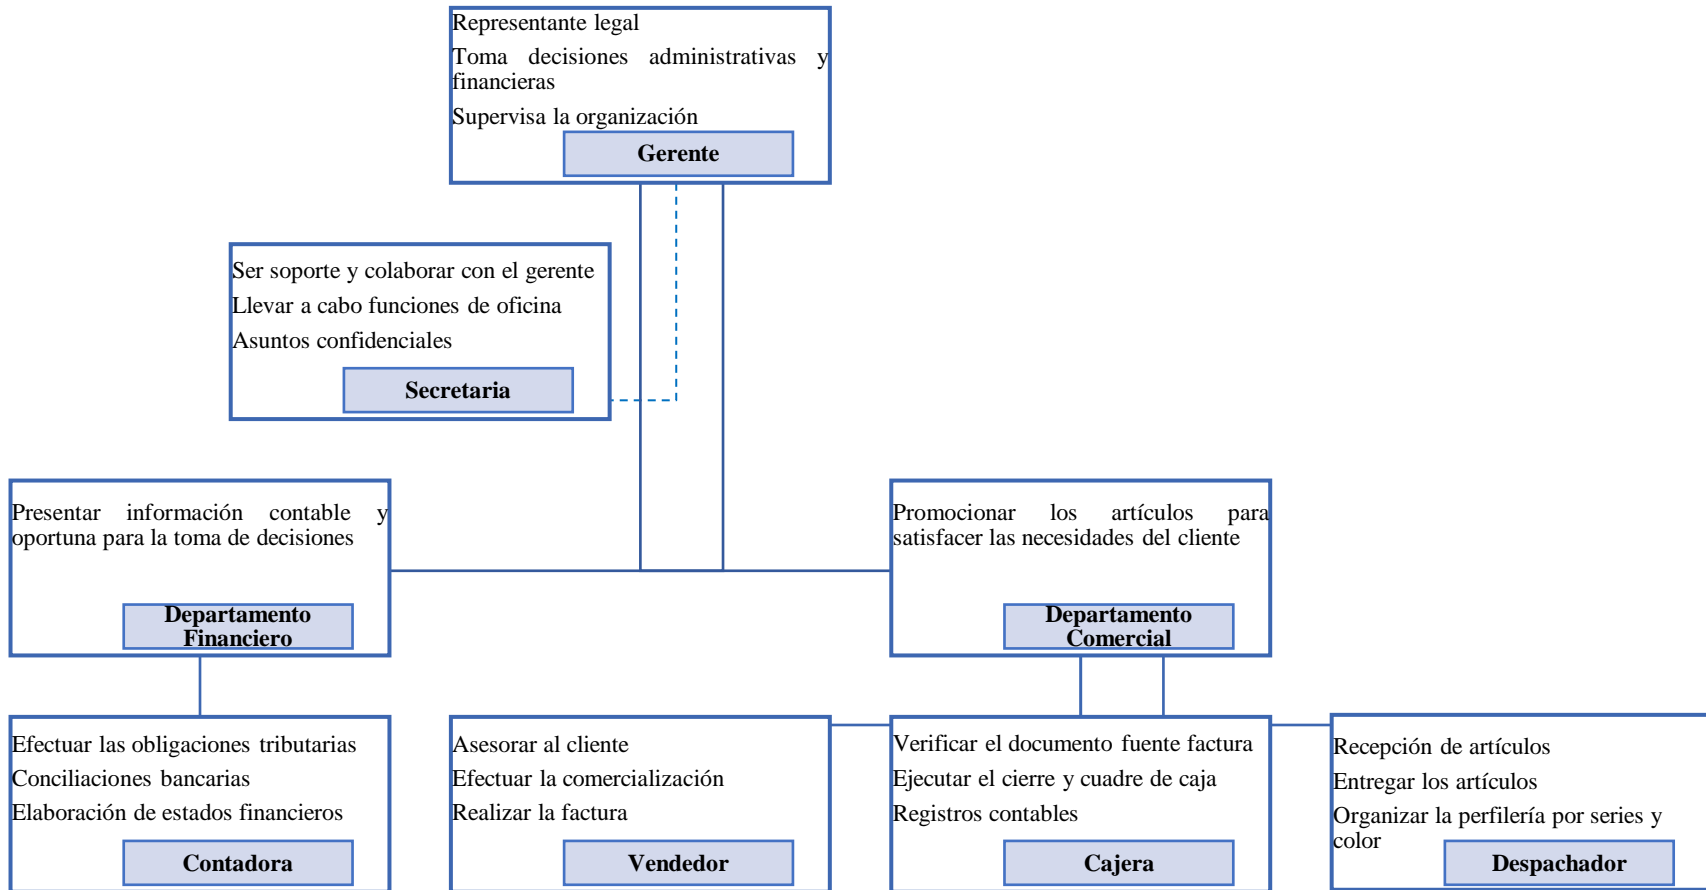 Representante legal
Toma decisiones administrativas y
financieras
Supervisa la organización
Gerente
Ser soporte y colaborar con el gerente
Llevar a cabo funciones de oficina
Asuntos confidenciales
Secretaria
Presentar información contable y
oportuna para la toma de decisiones
Departamento
Financiero
Promocionar los artículos para
satisfacer las necesidades del cliente
Departamento
Comercial
Efectuar las obligaciones tributarias
Conciliaciones bancarias
Elaboración de estados financieros
Contadora
Asesorar al cliente
Efectuar la comercialización
Realizar la factura
Vendedor
Verificar el documento fuente factura
Ejecutar el cierre y cuadre de caja
Registros contables
Cajera
Recepción de artículos
Entregar los artículos
Organizar la perfilería por series y
color
Despachador